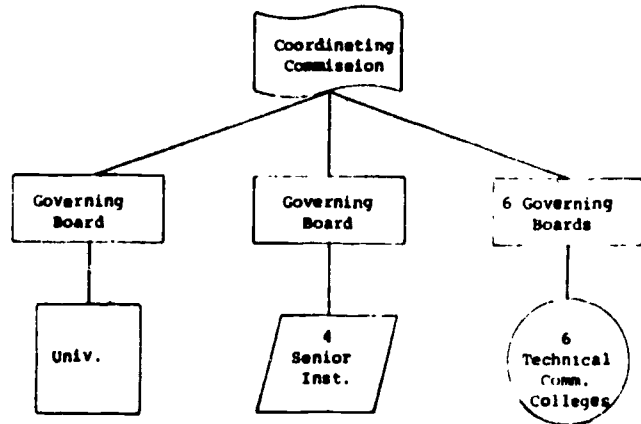 Coordinating
Commission
Governing
Board
Governing
Board
6 Governing
Boards
Univ.
4
Senior
Inst.
6
Technical
Comm.
Colleges